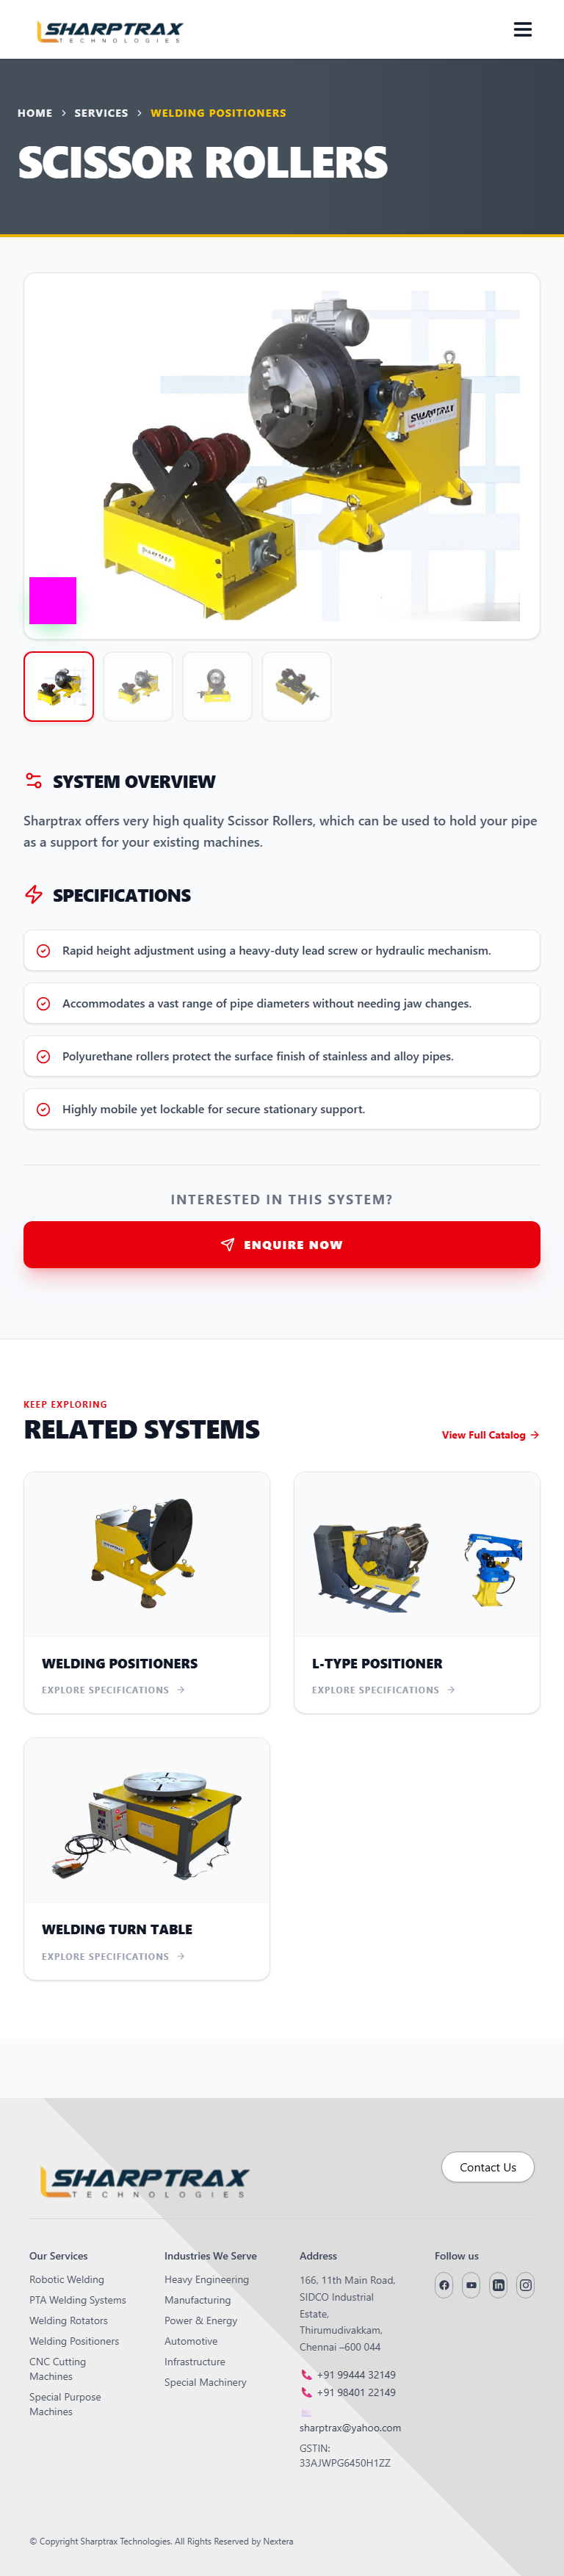 SHARPTRAX
TECHNOLOGIES
HOME > SERVICES > WELDING POSITIONERS
SCISSOR ROLLERS
SHARPTRAX
SHARPTRAX
SYSTEM OVERVIEW
Sharptrax offers very high quality Scissor Rollers, which can be used to hold your pipe
as a support for your existing machines.
SPECIFICATIONS
Rapid height adjustment using a heavy-duty lead screw or hydraulic mechanism.
Accommodates a vast range of pipe diameters without needing jaw changes.
Polyurethane rollers protect the surface finish of stainless and alloy pipes.
Highly mobile yet lockable for secure stationary support.
INTERESTED IN THIS SYSTEM?
ENQUIRE NOW
KEEP EXPLORING
RELATED SYSTEMS
View Full Catalog →
WELDING POSITIONERS
EXPLORE SPECIFICATIONS →
L-TYPE POSITIONER
EXPLORE SPECIFICATIONS →
WELDING TURN TABLE
EXPLORE SPECIFICATIONS →
SHARPTRAX
TECHNOLOGIES
Contact Us
Our Services
Robotic Welding
PTA Welding Systems
Welding Rotators
Welding Positioners
CNC Cutting
Machines
Special Purpose
Machines
Industries We Serve
Heavy Engineering
Manufacturing
Power & Energy
Automotive
Infrastructure
Special Machinery
Address
166, 11th Main Road,
SIDCO Industrial
Estate,
Thirumudivakkam,
Chennai –600 044
+91 99444 32149
+91 98401 22149
sharptrax@yahoo.com
GSTIN:
33AJWPG6450H1ZZ
Follow us
© Copyright Sharptrax Technologies. All Rights Reserved by Nextera